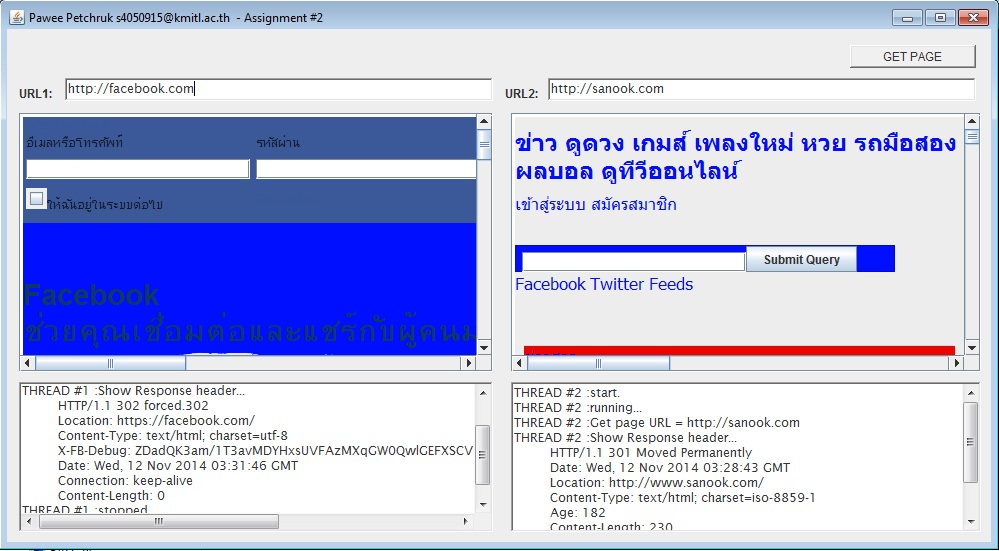 Pawee Petchruk s4050915@kmitl.ac.th - Assignment #2
GET PAGE
URL1: http://facebook.com
URL2: http://sanook.com
อีเมลหรือโทรศัพท์ รหัสผ่าน
ให้ฉันอยู่ในระบบต่อไป
Facebook
ช่วยคุณเชื่อมต่อและแชร์กับผู้คนม
ข่าว ดูดวง เกมส์ เพลงใหม่ หวย รถมือสอง
ผลบอล ดูทีวีออนไลน์
เข้าสู่ระบบ สมัครสมาชิก
Submit Query
Facebook Twitter Feeds
THREAD #1 :Show Response header...
HTTP/1.1 302 forced.302
Location: https://facebook.com/
Content-Type: text/html; charset=utf-8
X-FB-Debug: ZDadQK3am/1T3avMDYHxsUVFAzMXqGW0QwlGEFXSCV
Date: Wed, 12 Nov 2014 03:31:46 GMT
Connection: keep-alive
Content-Length: 0
THREAD #1 :stopped
THREAD #2 :start.
THREAD #2 :running...
THREAD #2 :Get page URL = http://sanook.com
THREAD #2 :Show Response header...
HTTP/1.1 301 Moved Permanently
Date: Wed, 12 Nov 2014 03:28:43 GMT
Location: http://www.sanook.com/
Content-Type: text/html; charset=iso-8859-1
Age: 182
Content-Length: 230